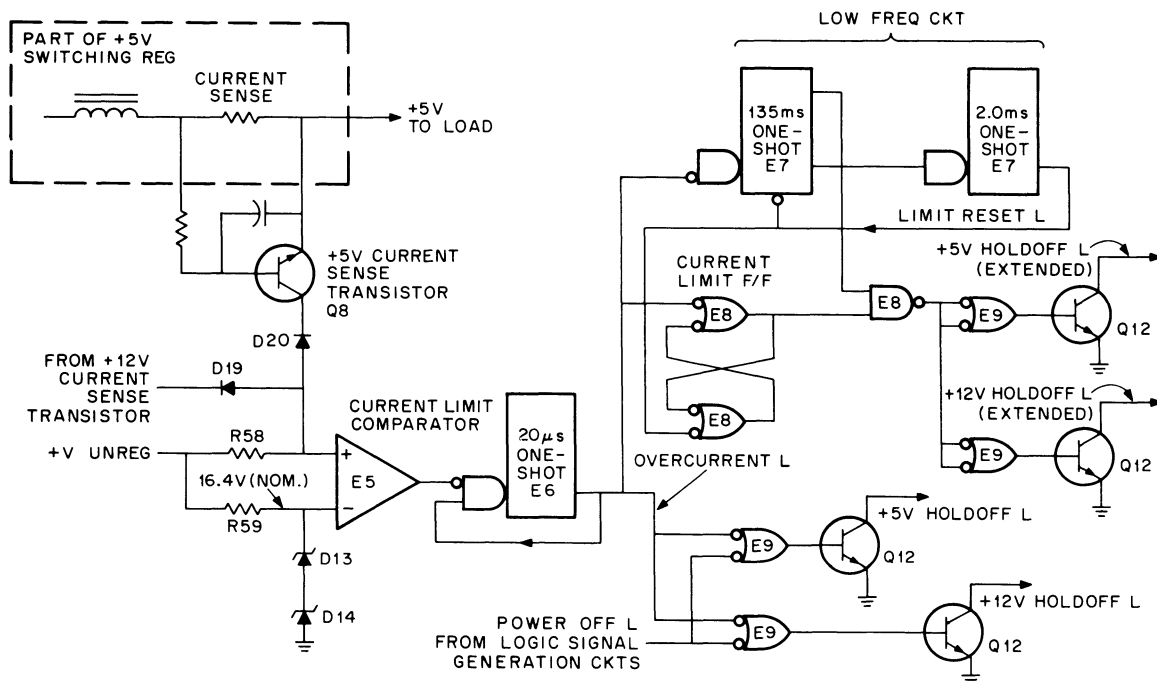 LOW FREQ CKT
PART OF +5V
SWITCHING REG
CURRENT
SENSE
+5V
TO LOAD
135ms
ONE-
SHOT
E7
2.0ms
ONE-
SHOT
E7
LIMIT RESET L
+5V CURRENT
SENSE
TRANSISTOR
Q8
CURRENT
LIMIT F/F
+5V HOLDOFF L
(EXTENDED)
E8
E8
E9
Q12
D20
FROM +12V
CURRENT
SENSE
TRANSISTOR
D19
CURRENT LIMIT
COMPARATOR
E8
+12V HOLDOFF L
(EXTENDED)
+V UNREG
R58
16.4V(NOM.)
R59
+
E5
-
20µs
ONE-
SHOT
E6
OVERCURRENT L
E9
Q12
D13
D14
+5V HOLDOFF L
E9
Q12
+12V HOLDOFF L
POWER OFF L
FROM LOGIC SIGNAL
GENERATION CKTS
E9
Q12